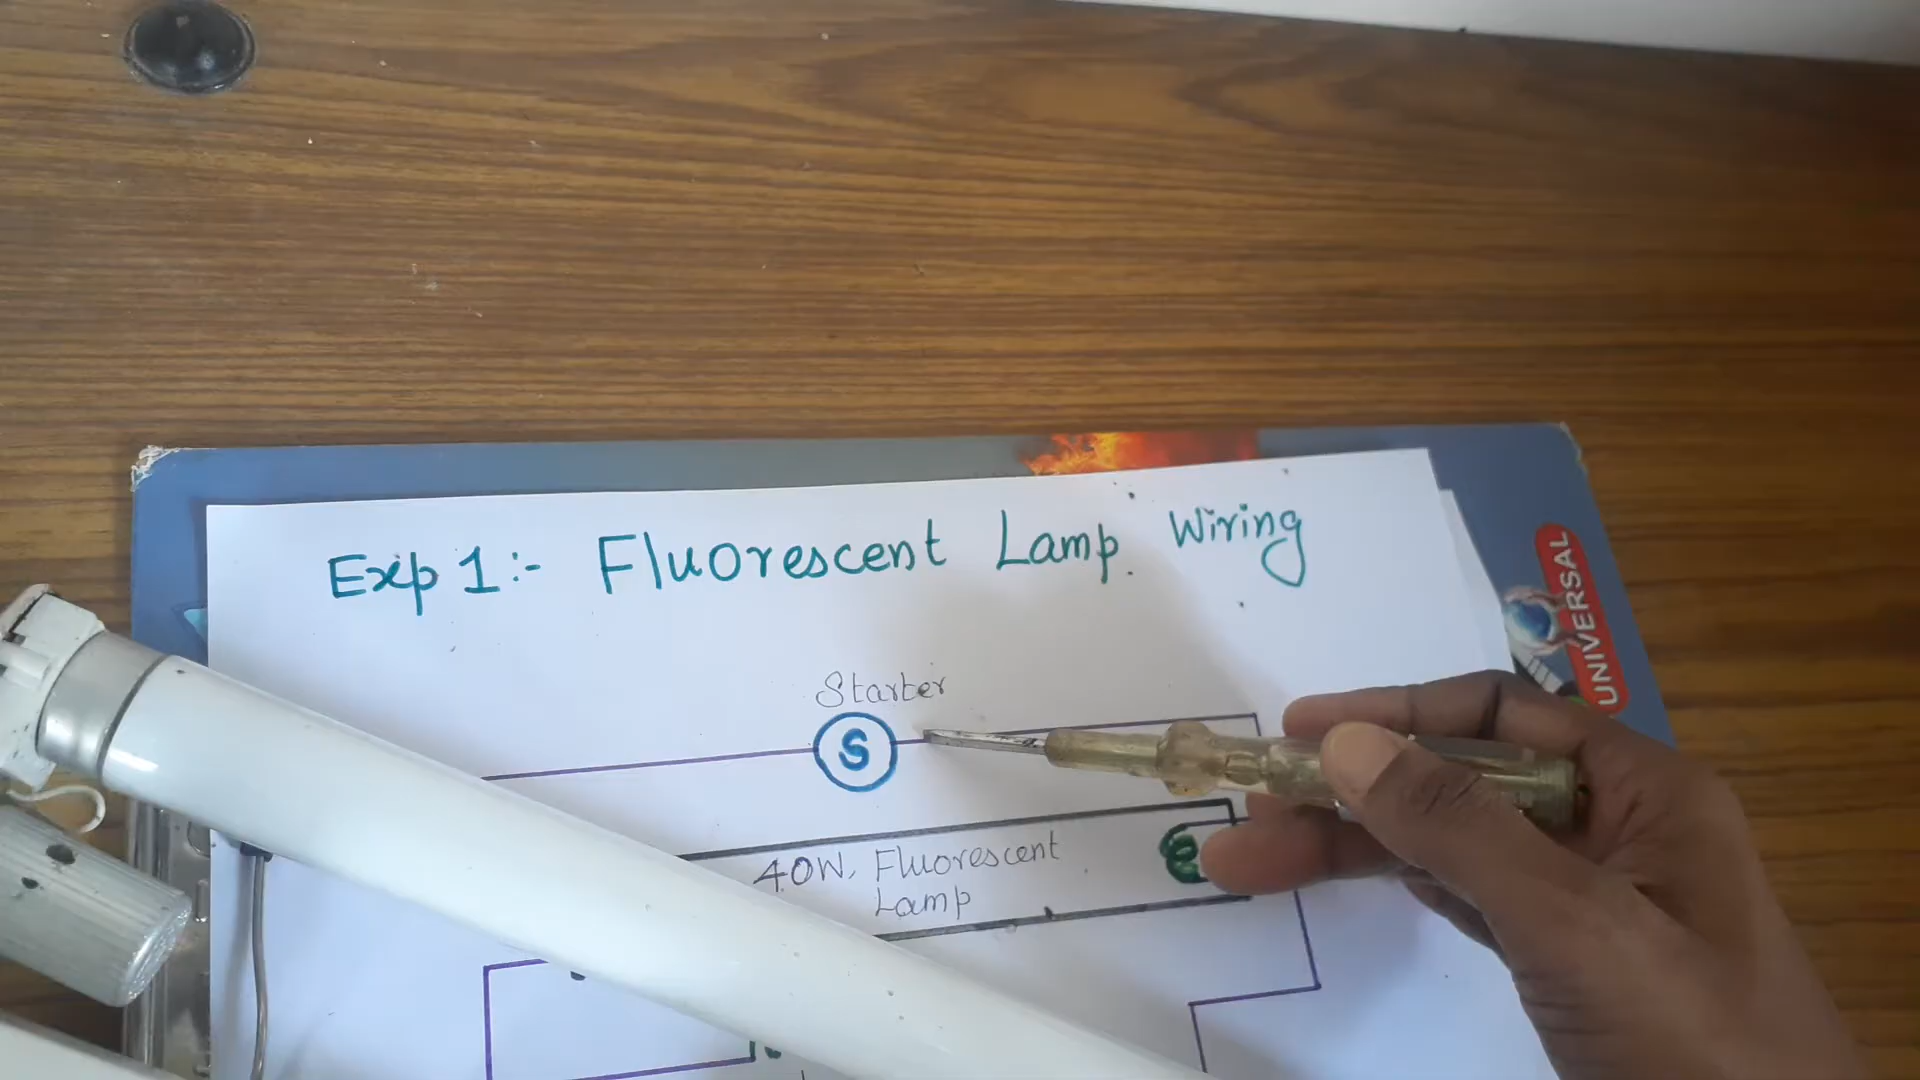 Exp 1:- Fluorescent Lamp Wiring
Starter
S
40W, Fluorescent
Lamp
UNIVERSAL